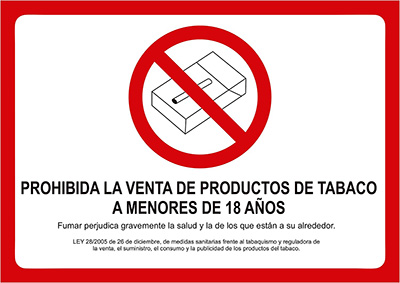 PROHIBIDA LA VENTA DE PRODUCTOS DE TABACO
A MENORES DE 18 AÑOS
Fumar perjudica gravemente la salud y la de los que están a su alrededor.
LEY 28/2005 de 26 de diciembre, de medidas sanitarias frente al tabaquismo y reguladora de
la venta, el suministro, el consumo y la publicidad de los productos del tabaco.